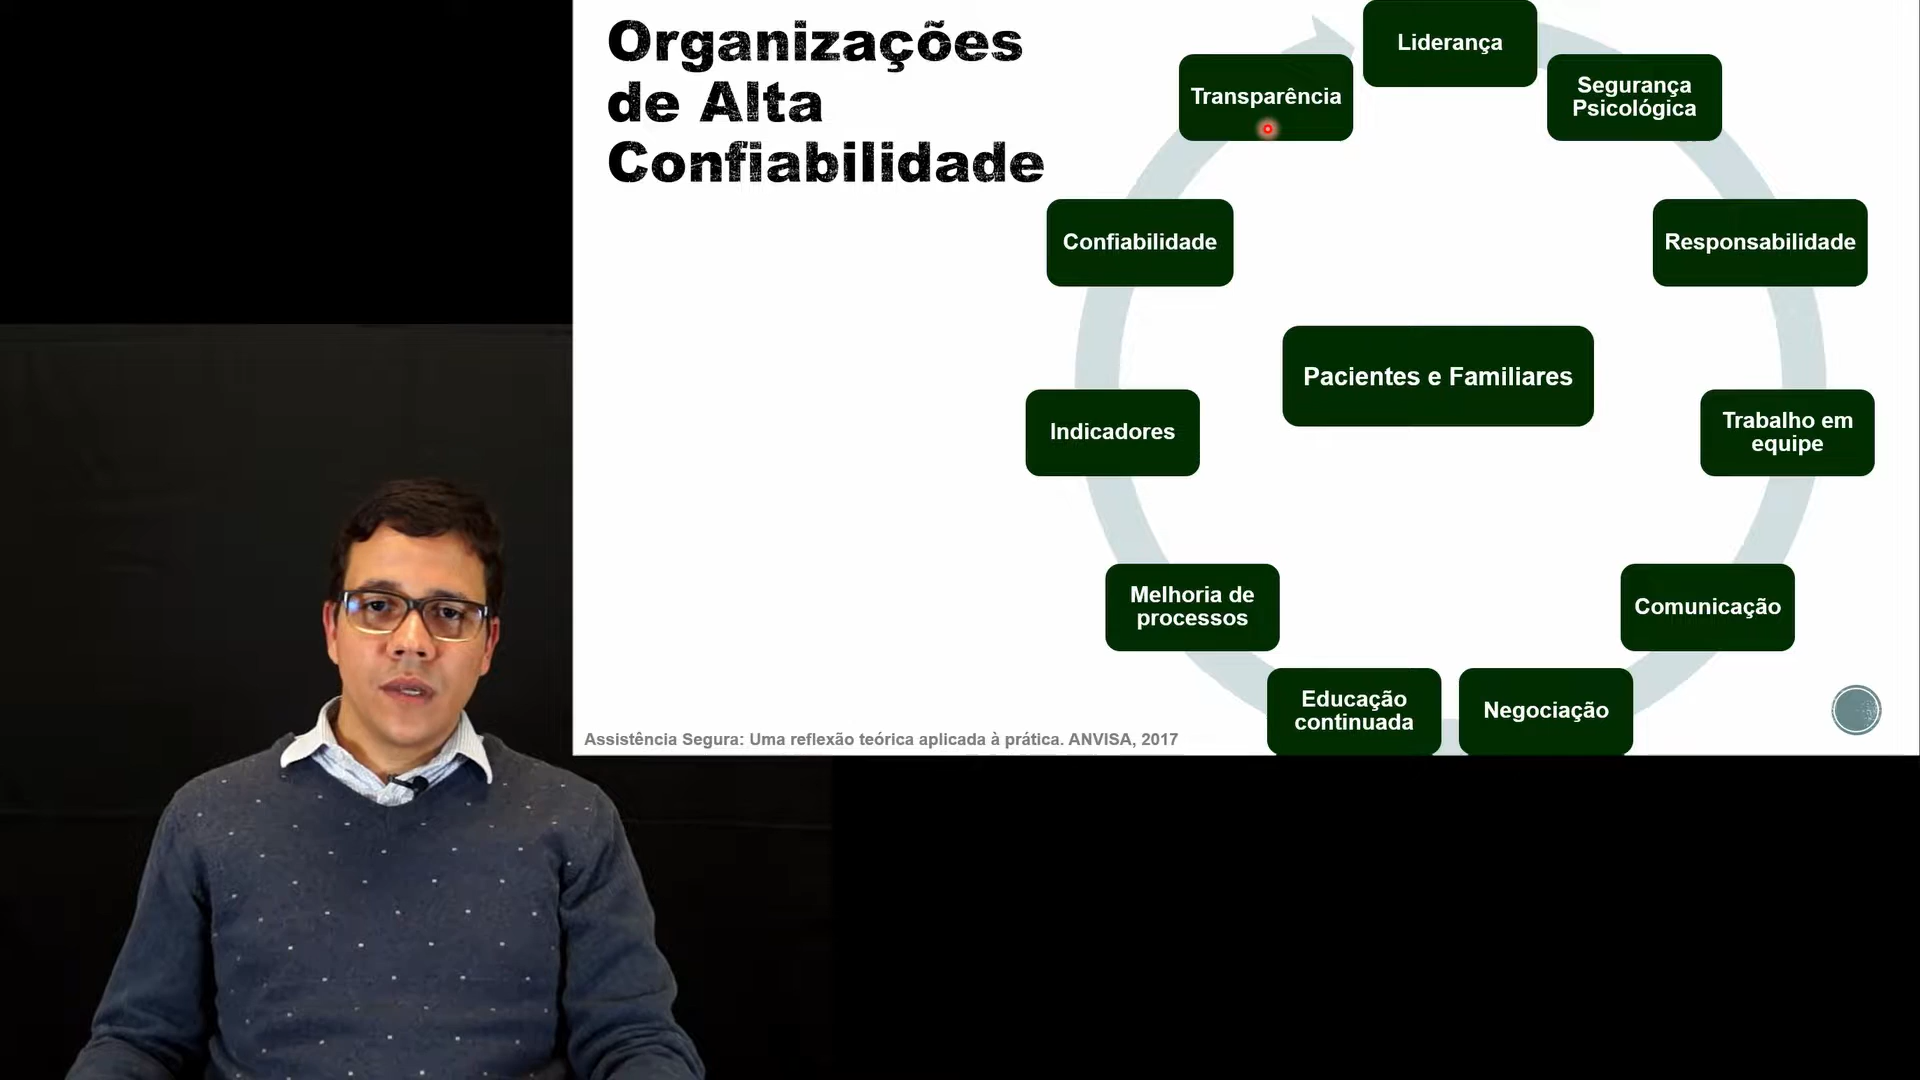 Organizações
de Alta
Confiabilidade
Liderança
Segurança
Psicológica
Responsabilidade
Trabalho em
equipe
Comunicação
Negociação
Educação
continuada
Melhoria de
processos
Indicadores
Confiabilidade
Transparência
Pacientes e Familiares
Assistência Segura: Uma reflexão teórica aplicada à prática. ANVISA, 2017